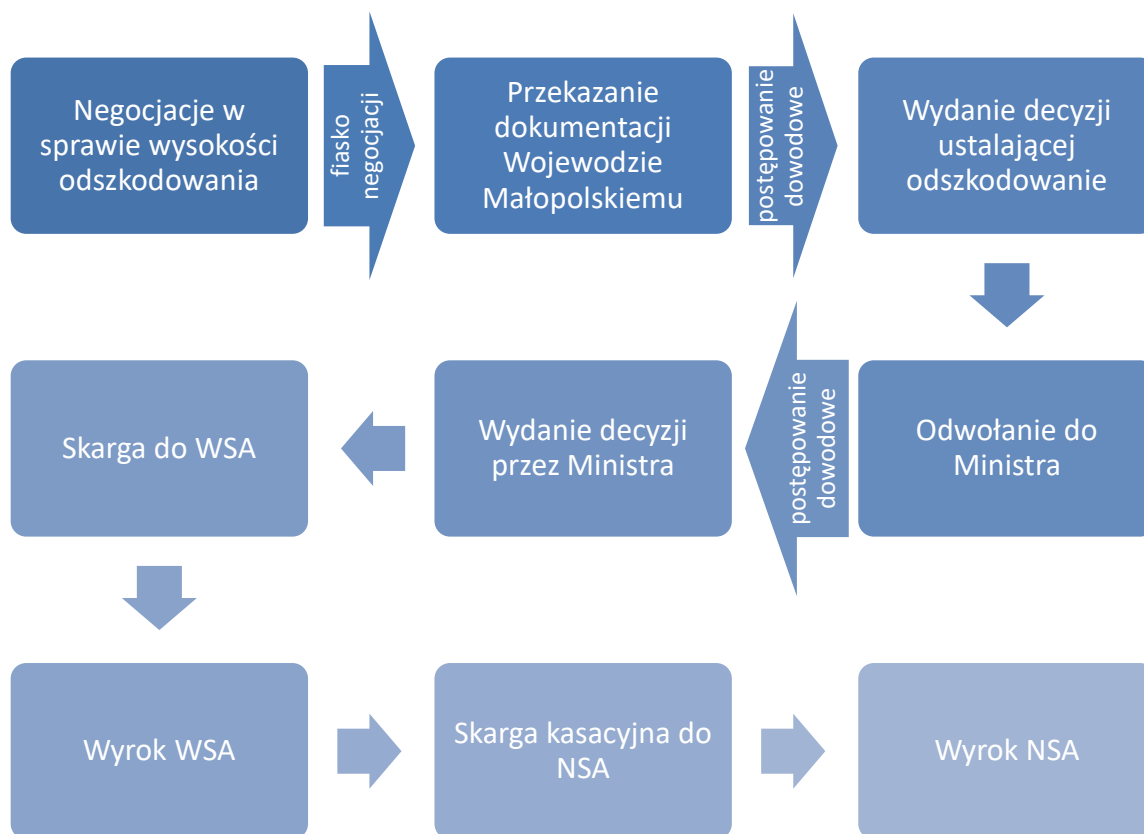 Negocjacje w
sprawie wysokości
odszkodowania
fiasko
negocjacji
Przekazanie
dokumentacji
Wojewodzie
Małopolskiemu
postępowanie
dowodowe
Wydanie decyzji
ustalającej
odszkodowanie
Odwołanie do
Ministra
postępowanie
dowodowe
Wydanie decyzji
przez Ministra
Skarga do WSA
Wyrok WSA
Skarga kasacyjna do
NSA
Wyrok NSA